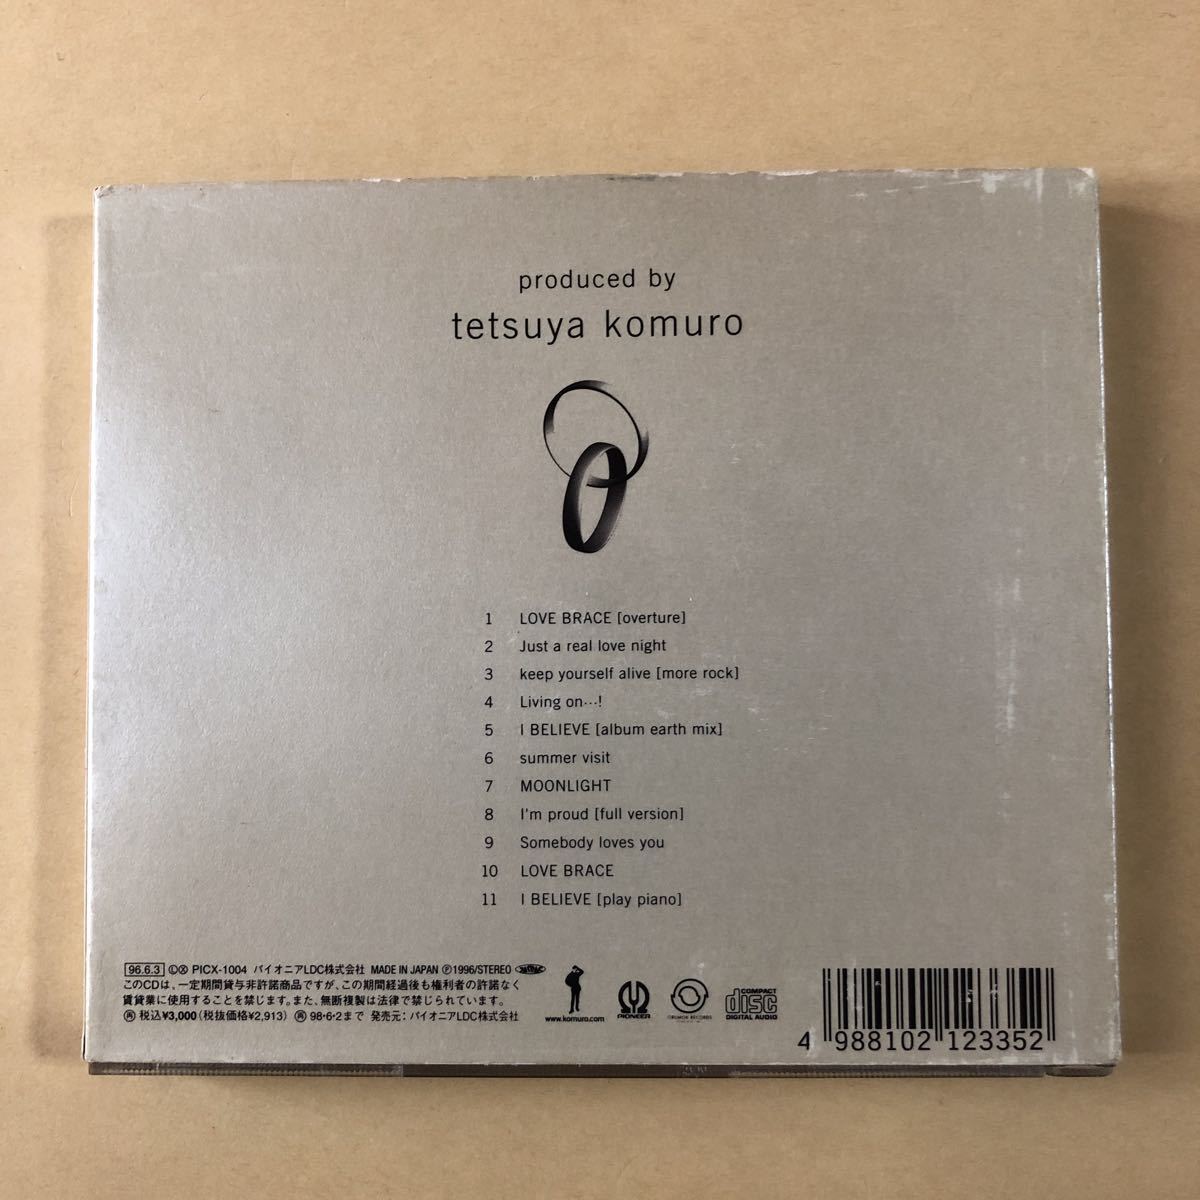 produced by
tetsuya komuro
1 LOVE BRACE [overture]
2 Just a real love night
3 keep yourself alive [more rock]
4 Living on…!
5 I BELIEVE [album earth mix]
6 summer visit
7 MOONLIGHT
8 I'm proud [full version]
9 Somebody loves you
10 LOVE BRACE
11 I BELIEVE [play piano]
96.6.3 ⓁⓍ PICX-1004 パイオニアLDC株式会社 MADE IN JAPAN Ⓟ1996/STEREO
このCDは、一定期間貸与非許諾商品ですが、この期間経過後も権利者の許諾なく
賃貸業に使用することを禁じます。また、無断複製は法律で禁じられています。
㊢税込¥3,000(税抜価格¥2,913) ㊢98・6・2まで 発売元:パイオニアLDC株式会社
www.komuro.com
PIONEER
ORUMOK RECORDS
COMPACT
disc
DIGITAL AUDIO
4 988102 123352